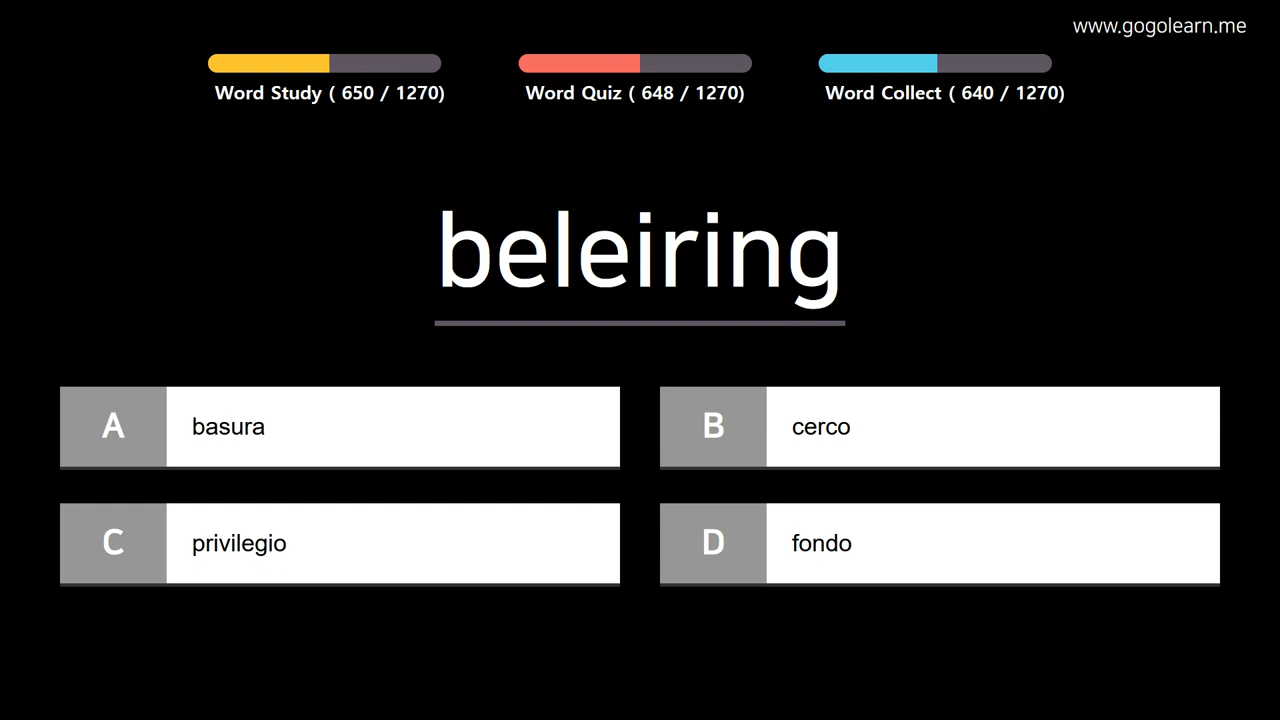 www.gogolearn.me
Word Study ( 650 / 1270)
Word Quiz ( 648 / 1270)
Word Collect ( 640 / 1270)
beleiring
A basura
B cerco
C privilegio
D fondo